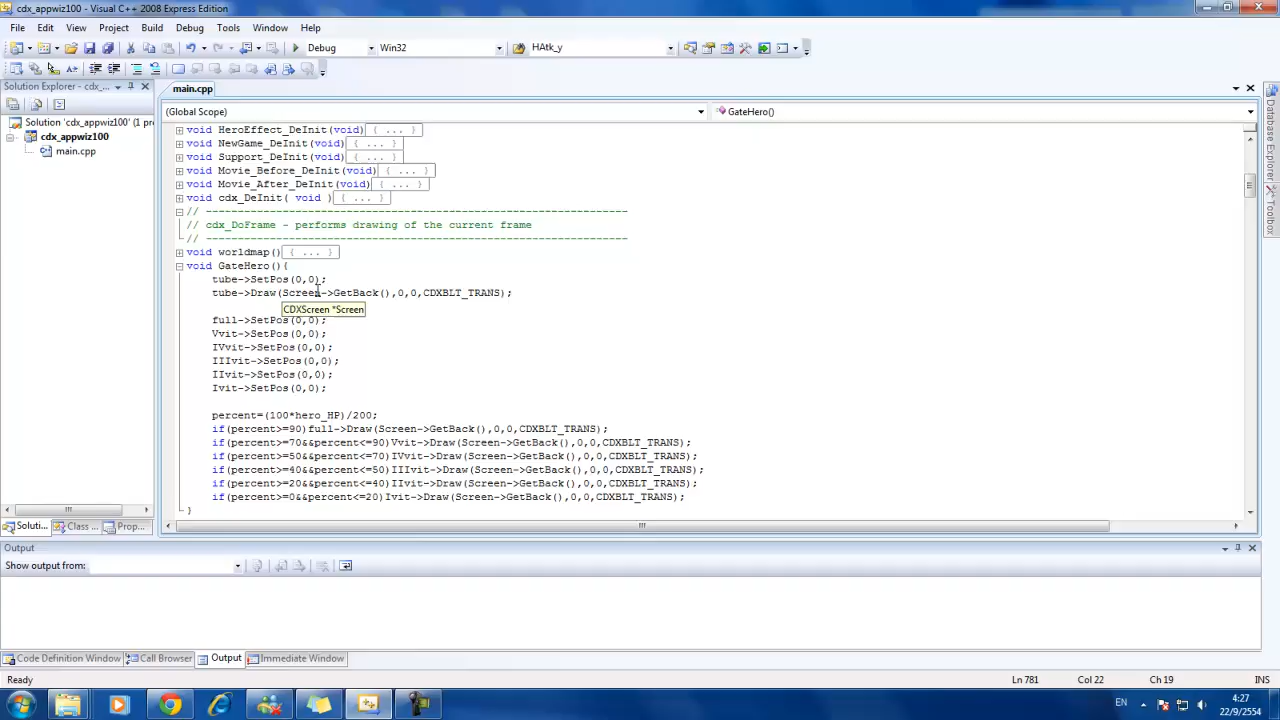 cdx_appwiz100 - Visual C++ 2008 Express Edition
File Edit View Project Build Debug Tools Window Help
Debug Win32 HAtk_y
Solution Explorer - cdx_...
main.cpp
(Global Scope) GateHero()
Solution 'cdx_appwiz100' (1 pr
cdx_appwiz100
main.cpp
void HeroEffect_DeInit(void) { ... }
void NewGame_DeInit(void) { ... }
void Support_DeInit(void) { ... }
void Movie_Before_DeInit(void) { ... }
void Movie_After_DeInit(void) { ... }
void cdx_DeInit( void ) { ... }
// ------------------------------------------------------------------
// cdx_DoFrame - performs drawing of the current frame
// ------------------------------------------------------------------
void worldmap() { ... }
void GateHero(){
tube->SetPos(0,0);
tube->Draw(Screen->GetBack(),0,0,CDXBLT_TRANS);
CDXScreen *Screen
full->SetPos(0,0);
Vvit->SetPos(0,0);
IVvit->SetPos(0,0);
IIIvit->SetPos(0,0);
IIvit->SetPos(0,0);
Ivit->SetPos(0,0);
percent=(100*hero_HP)/200;
if(percent>=90)full->Draw(Screen->GetBack(),0,0,CDXBLT_TRANS);
if(percent>=70&&percent<=90)Vvit->Draw(Screen->GetBack(),0,0,CDXBLT_TRANS);
if(percent>=50&&percent<=70)IVvit->Draw(Screen->GetBack(),0,0,CDXBLT_TRANS);
if(percent>=40&&percent<=50)IIIvit->Draw(Screen->GetBack(),0,0,CDXBLT_TRANS);
if(percent>=20&&percent<=40)IIvit->Draw(Screen->GetBack(),0,0,CDXBLT_TRANS);
if(percent>=0&&percent<=20)Ivit->Draw(Screen->GetBack(),0,0,CDXBLT_TRANS);
}
Database Explorer
Toolbox
Soluti... Class ... Prop...
Output
Show output from:
Code Definition Window Call Browser Output Immediate Window
Ready Ln 781 Col 22 Ch 19 INS
EN 4:27
22/9/2554